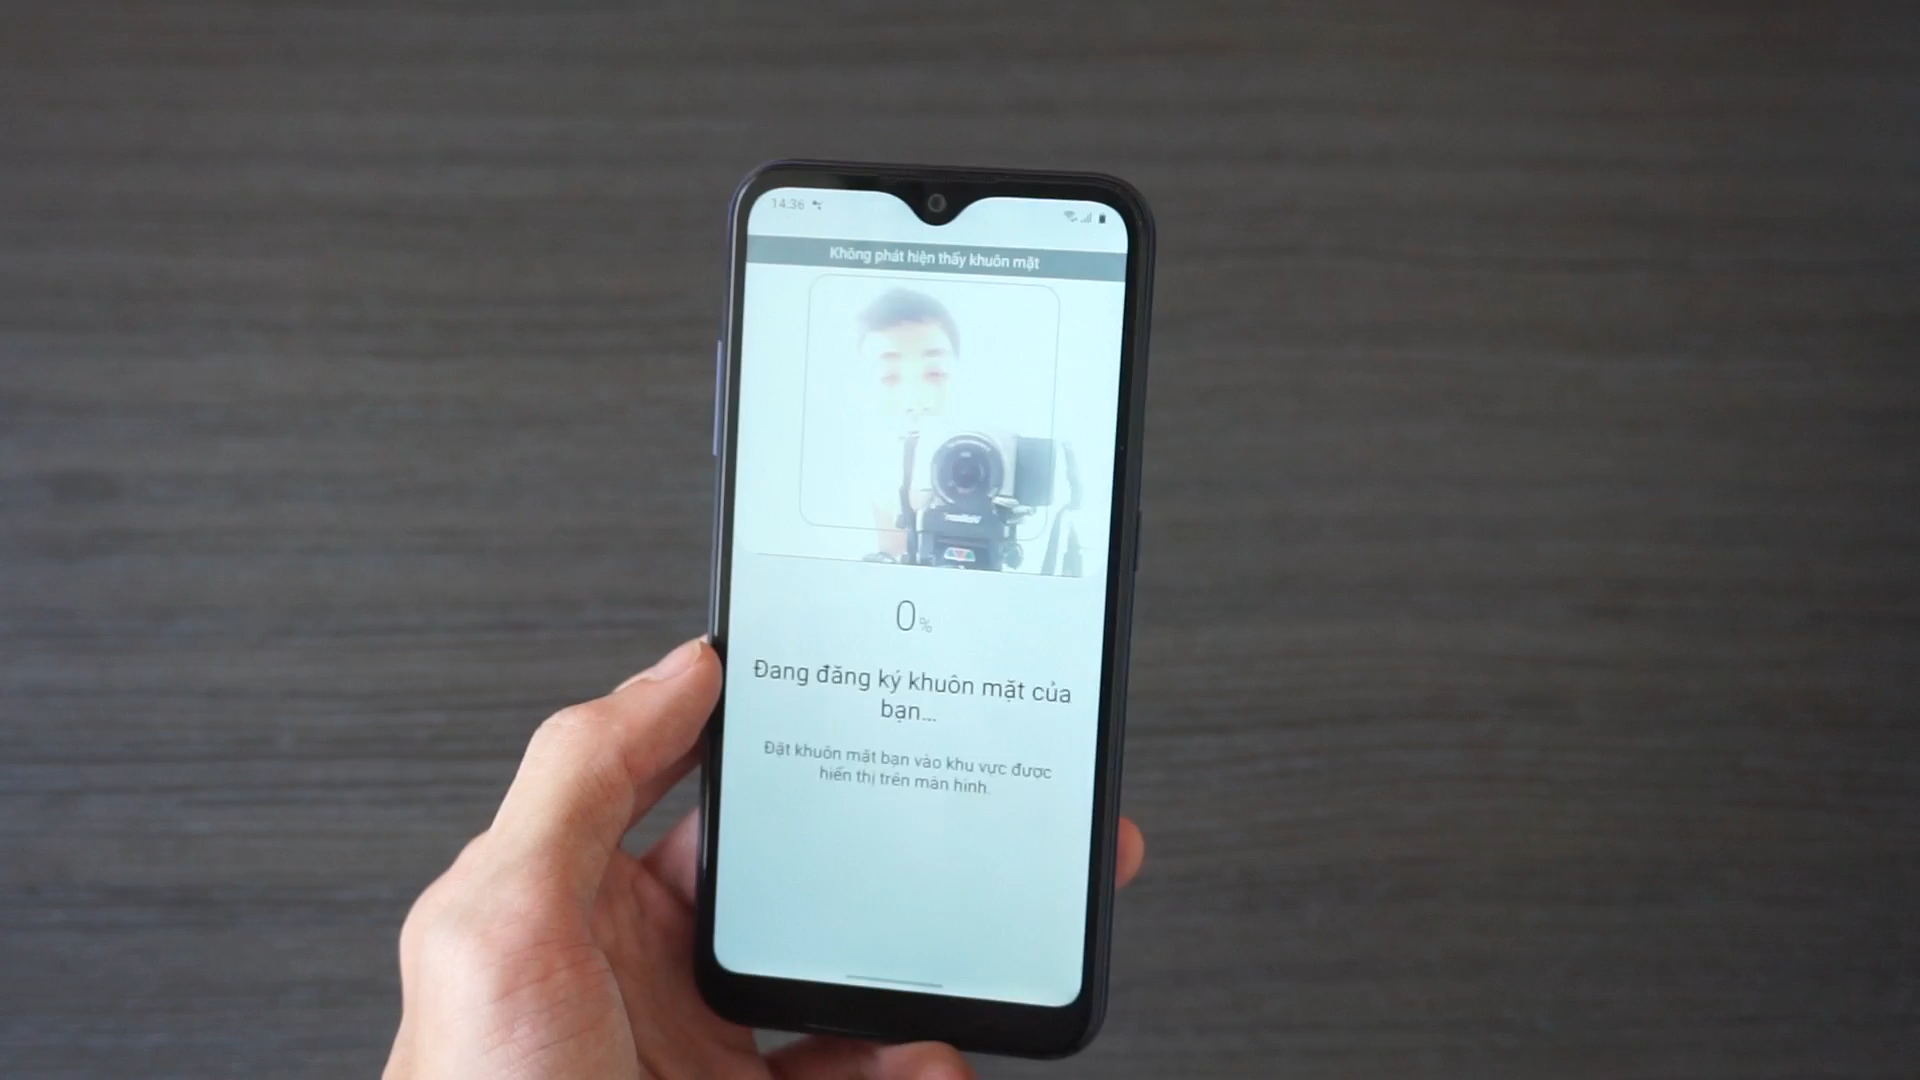 14:36
Không phát hiện thấy khuôn mặt
0%
Đang đăng ký khuôn mặt của
bạn...
Đặt khuôn mặt bạn vào khu vực được
hiển thị trên màn hình.